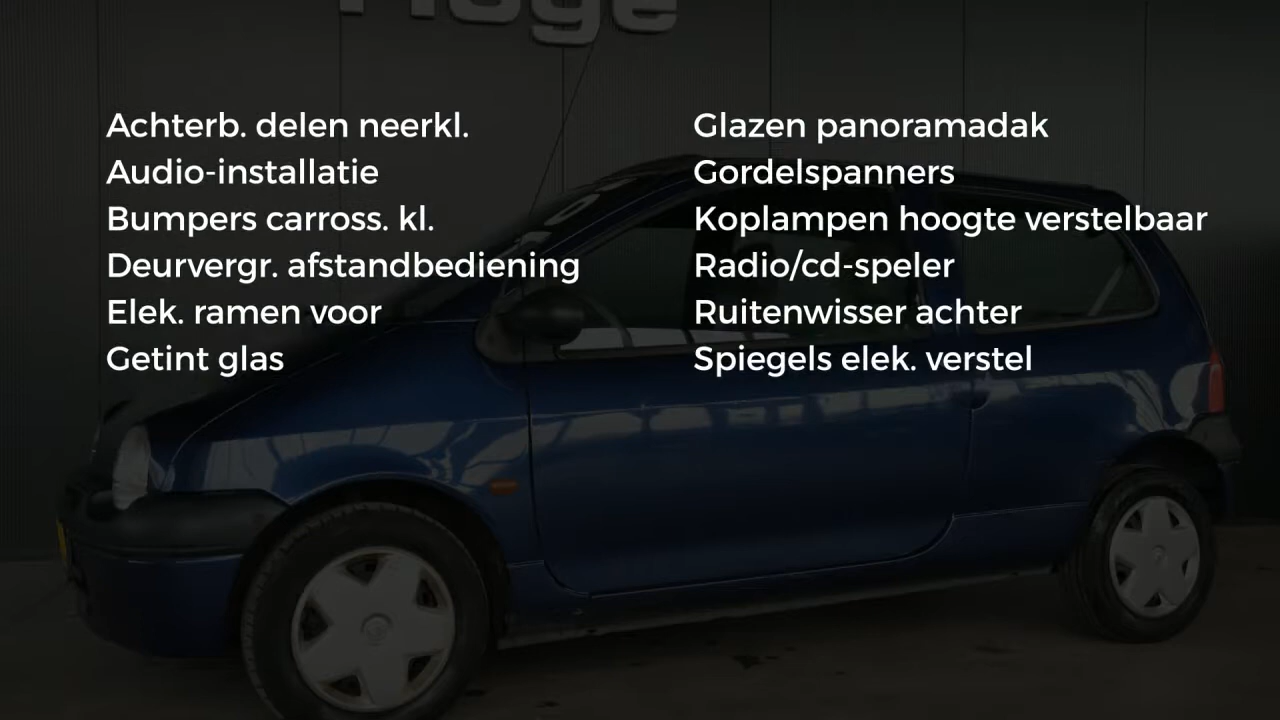 Hoge
Achterb. delen neerkl.
Audio-installatie
Bumpers carross. kl.
Deurvergr. afstandbediening
Elek. ramen voor
Getint glas
Glazen panoramadak
Gordelspanners
Koplampen hoogte verstelbaar
Radio/cd-speler
Ruitenwisser achter
Spiegels elek. verstel